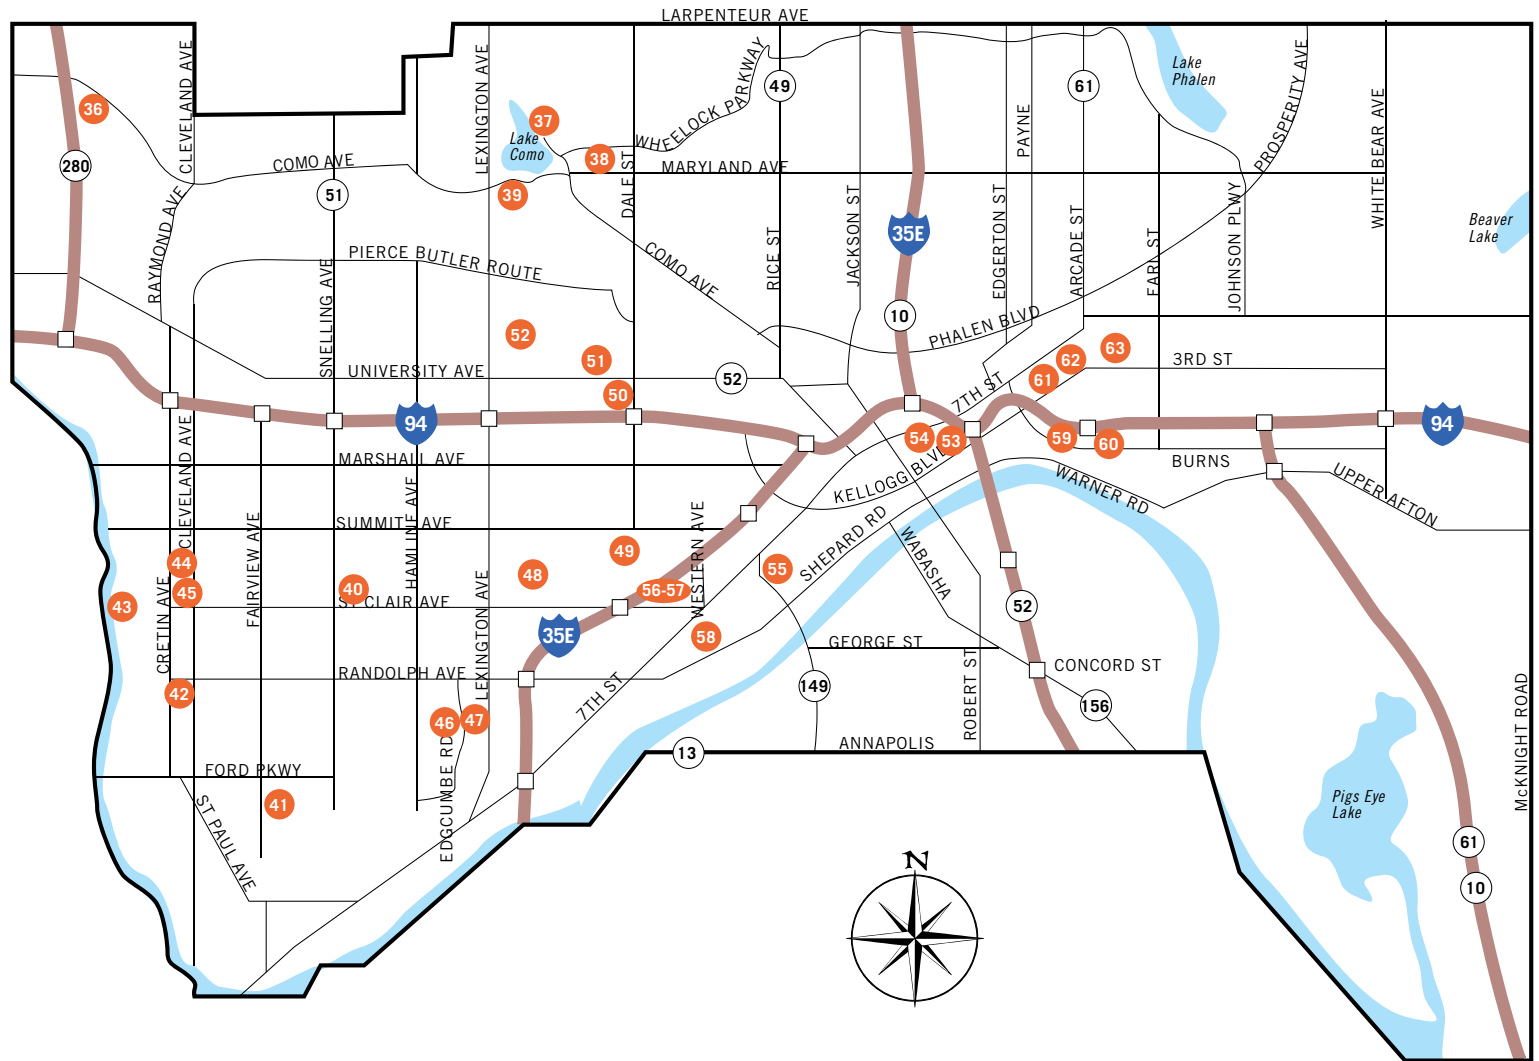 LARPENTEUR AVE
CLEVELAND AVE
LEXINGTON AVE
WHEELOCK PARKWAY
Lake
Phalen
PROSPERITY AVE
36
49
61
37
Lake
Como
38
280
COMO AVE
MARYLAND AVE
PAYNE
WHITE BEAR AVE
51
39
DALE ST
RAYMOND AVE
35E
Beaver
Lake
PIERCE BUTLER ROUTE
COMO AVE
RICE ST
JACKSON ST
EDGERTON ST
ARCADE ST
EARL ST
JOHNSON PLWY
SNELLING AVE
10
PHALEN BLVD
52
51
UNIVERSITY AVE
52
50
63
62
61
3RD ST
7TH ST
94
94
54
53
59
60
CLEVELAND AVE
MARSHALL AVE
KELLOGG BLVD
BURNS
WARNER RD
UPPER AFTON
HAMLINE AVE
SUMMIT AVE
WESTERN AVE
SHEPARD RD
WABASHA
FAIRVIEW AVE
44
45
43
40
48
49
55
56-57
ST CLAIR AVE
CRETIN AVE
LEXINGTON AVE
35E
58
52
GEORGE ST
ROBERT ST
CONCORD ST
RANDOLPH AVE
42
7TH ST
149
156
McKNIGHT ROAD
46
47
13
ANNAPOLIS
FORD PKWY
EDGCUMBE RD
41
ST PAUL AVE
Pigs Eye
Lake
61
10
N